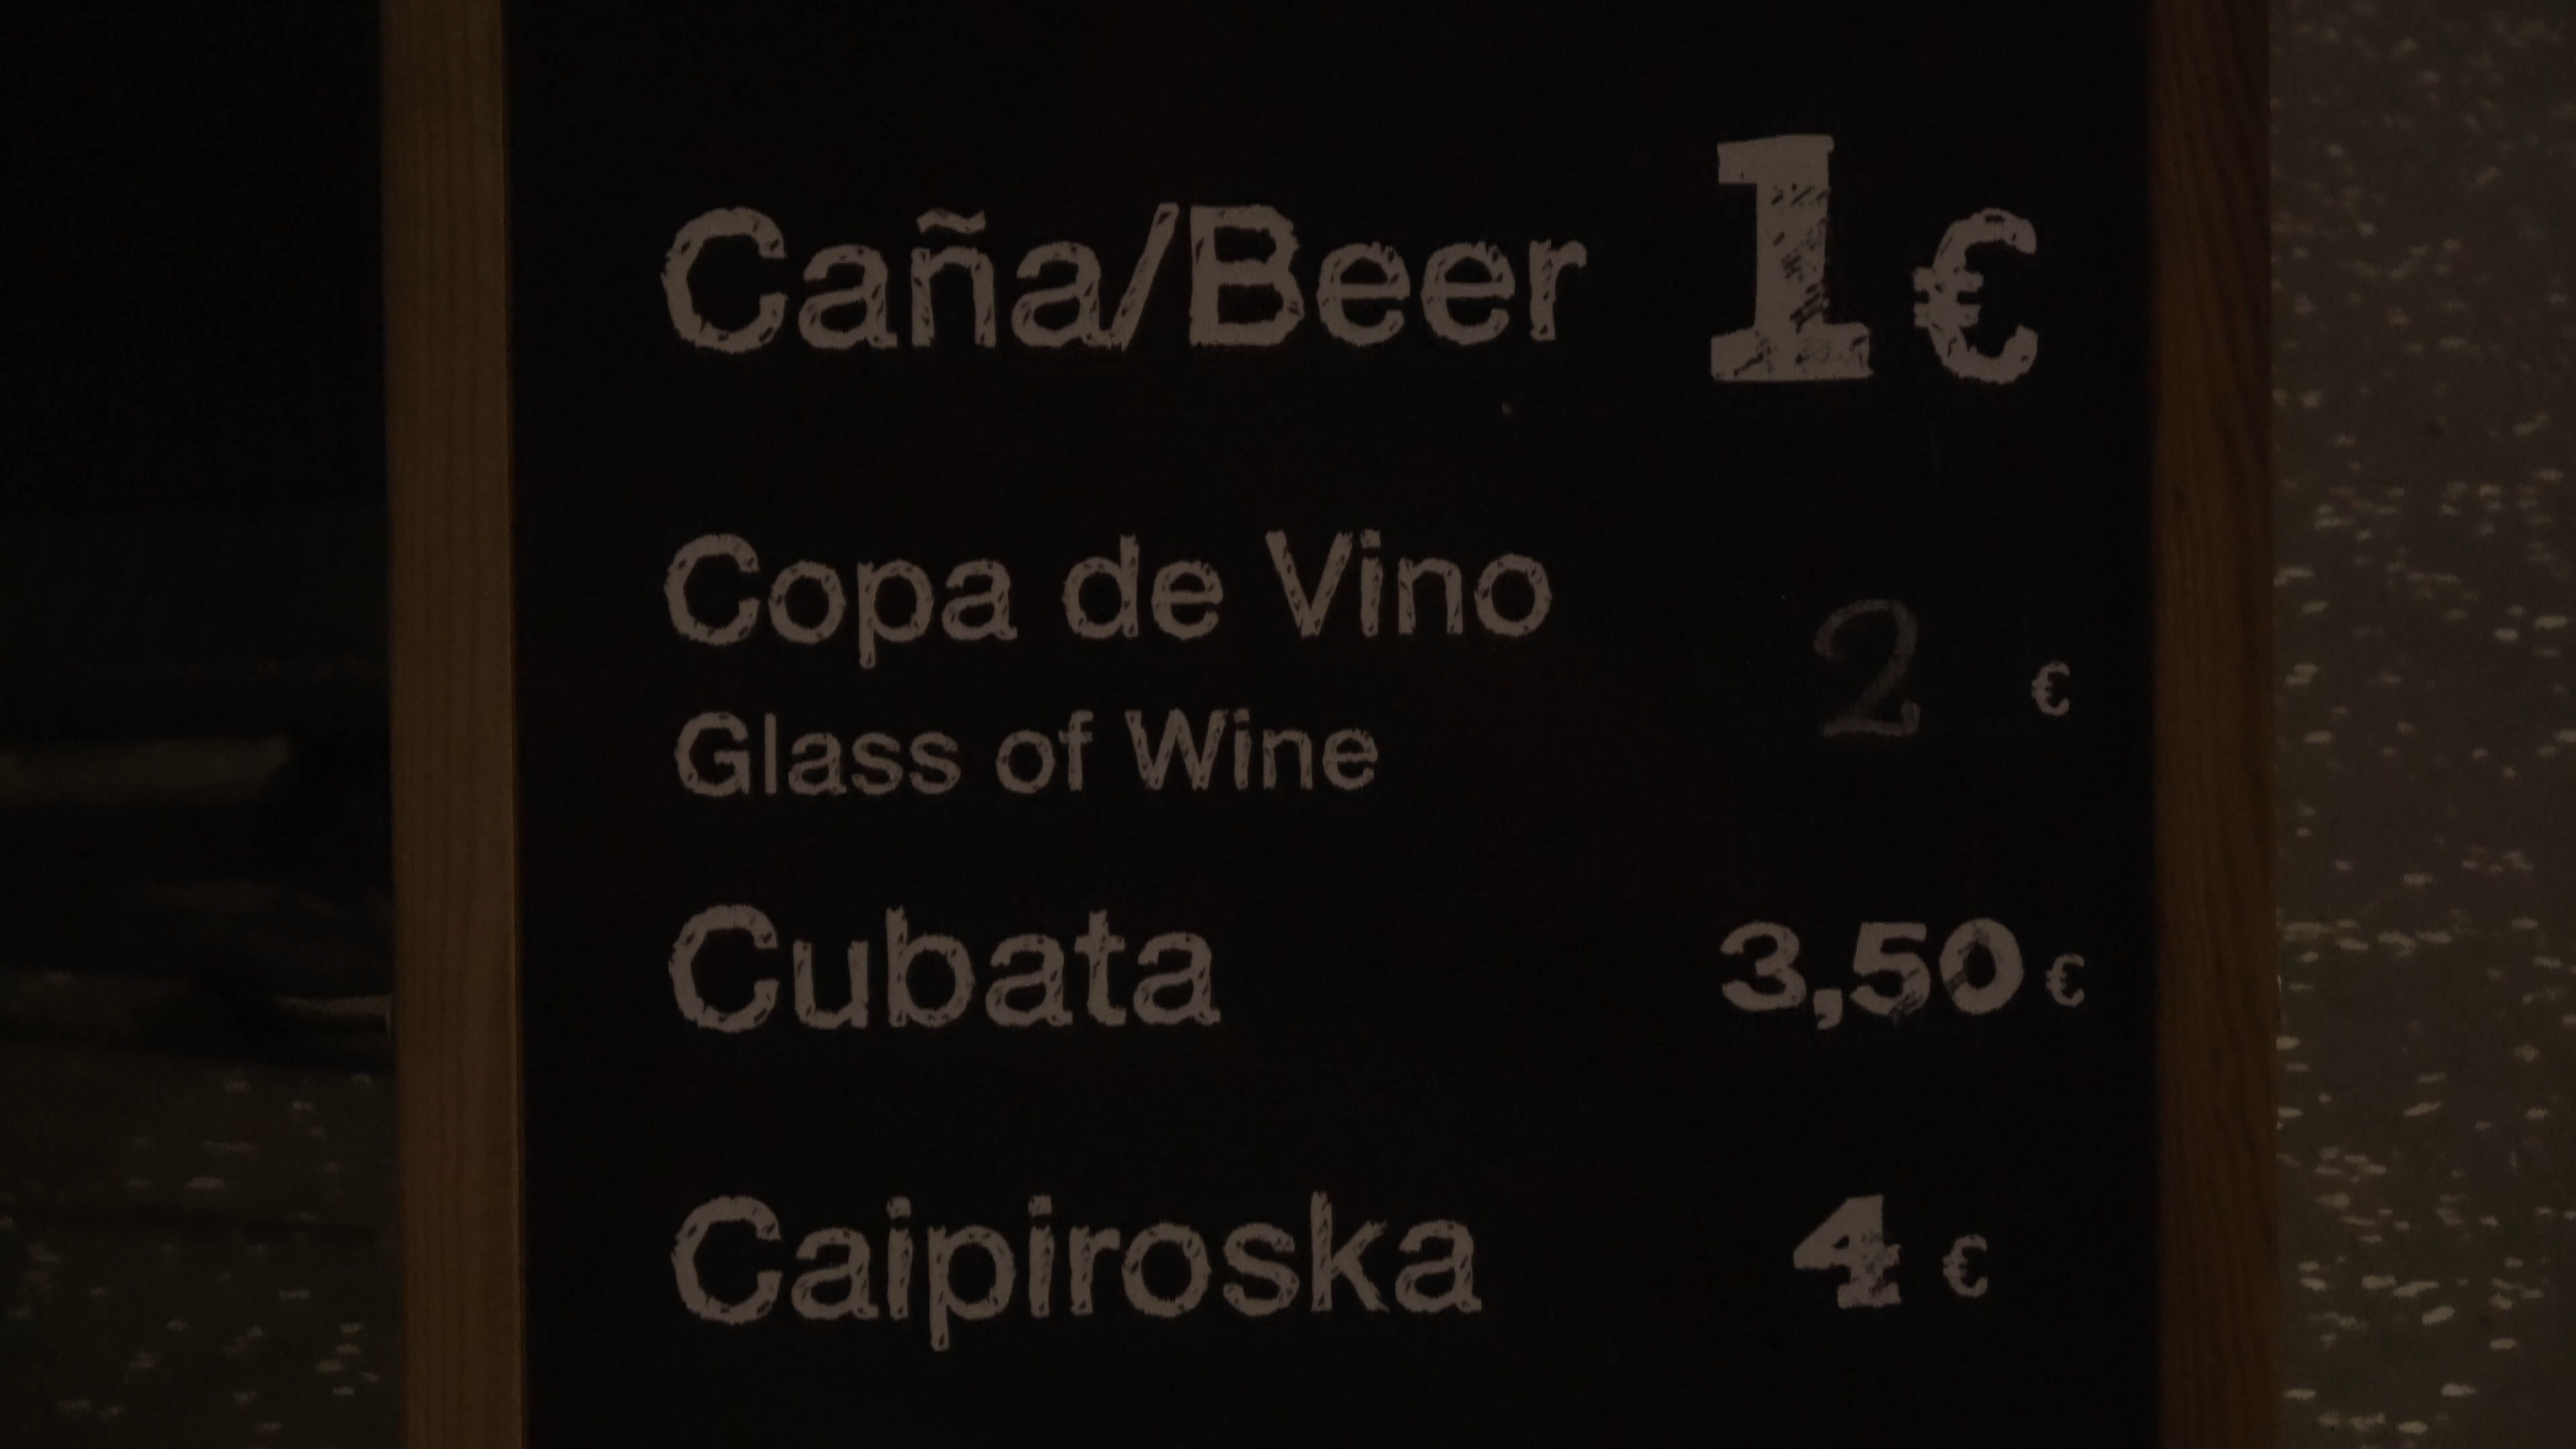 Caña/Beer 1€
Copa de Vino
2 €
Glass of Wine
Cubata 3,50€
Caipiroska 4 €